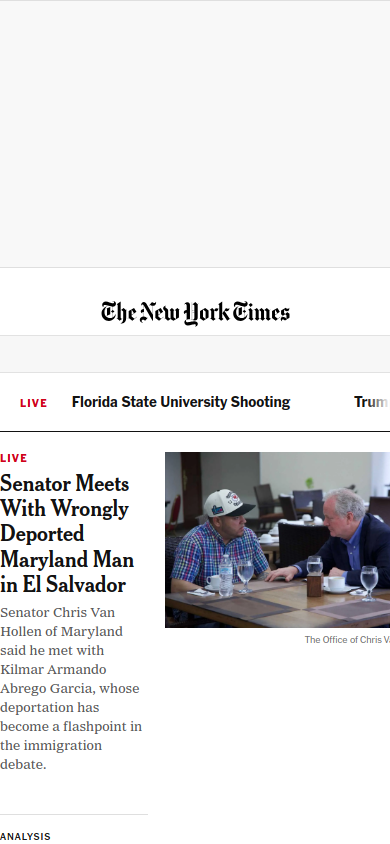 The New York Times
LIVE
Florida State University Shooting
Trum
LIVE
Senator Meets
With Wrongly
Deported
Maryland Man
in El Salvador
Senator Chris Van
Hollen of Maryland
said he met with
Kilmar Armando
Abrego Garcia, whose
deportation has
become a flashpoint in
the immigration
debate.
The Office of Chris V
ANALYSIS